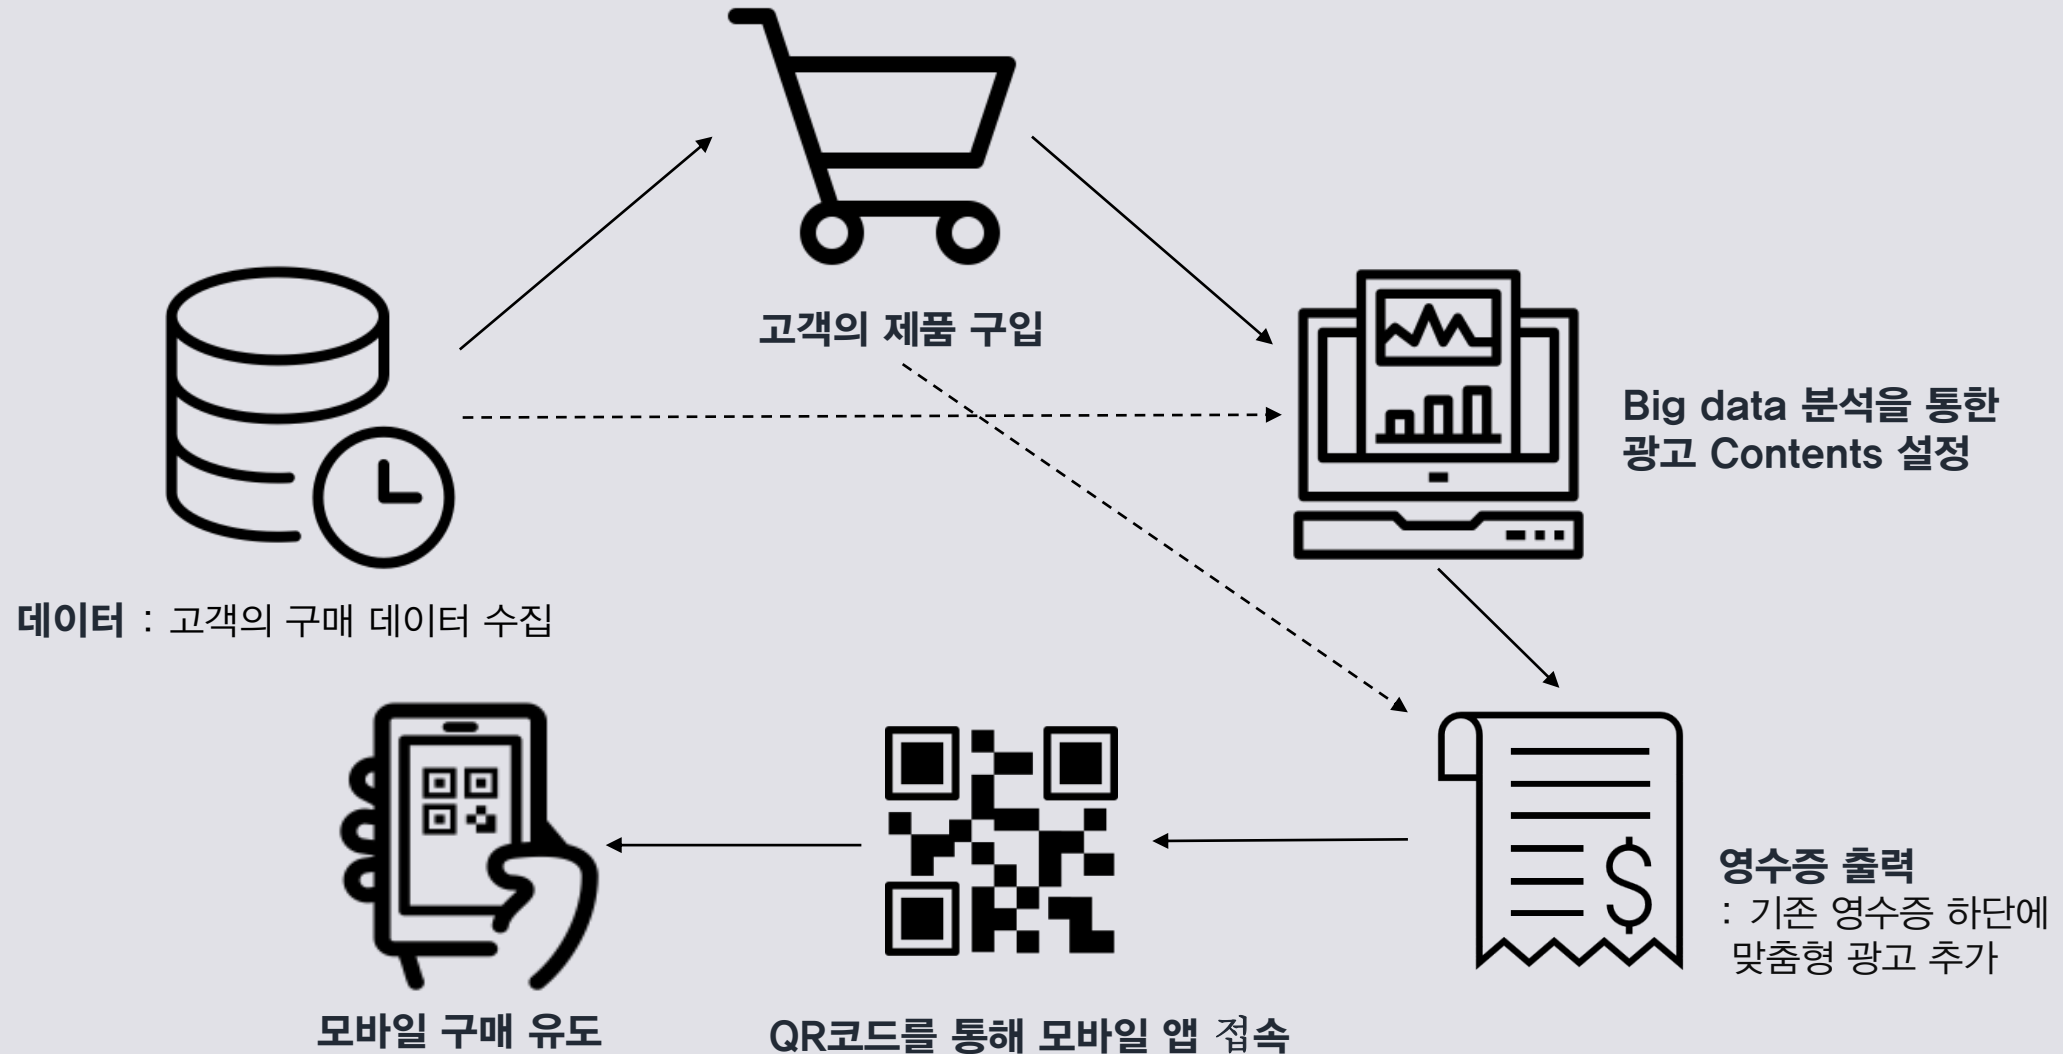 고객의 제품 구입
Big data 분석을 통한
광고 Contents 설정
데이터 : 고객의 구매 데이터 수집
영수증 출력
: 기존 영수증 하단에
맞춤형 광고 추가
QR코드를 통해 모바일 앱 접속
모바일 구매 유도